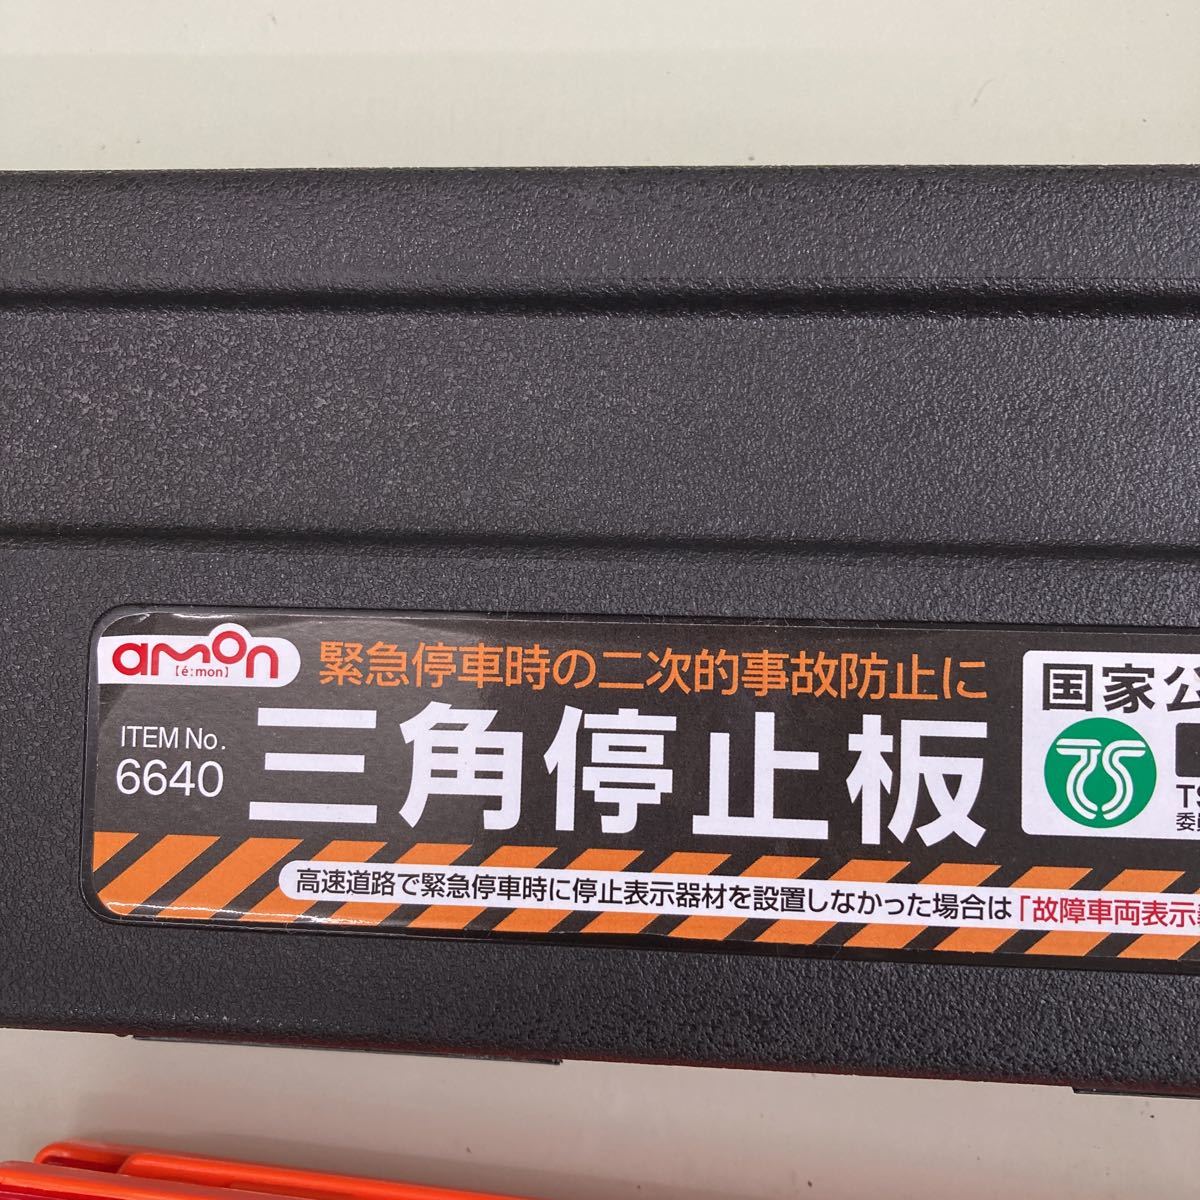 amon
[é:mon]
緊急停車時の二次的事故防止に
ITEM No.
6640
三角停止板
国家公
TS
委員
高速道路で緊急停車時に停止表示器材を設置しなかった場合は「故障車両表示